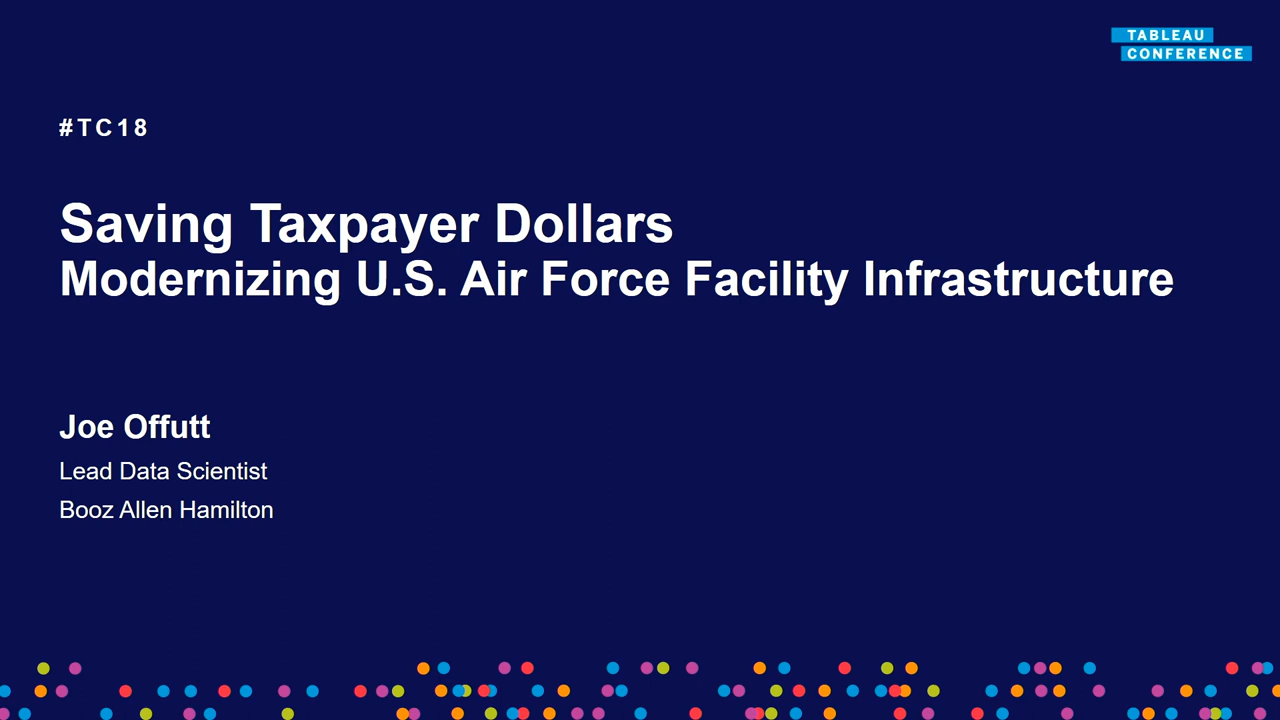 TABLEAU
CONFERENCE
#TC18
Saving Taxpayer Dollars
Modernizing U.S. Air Force Facility Infrastructure
Joe Offutt
Lead Data Scientist
Booz Allen Hamilton